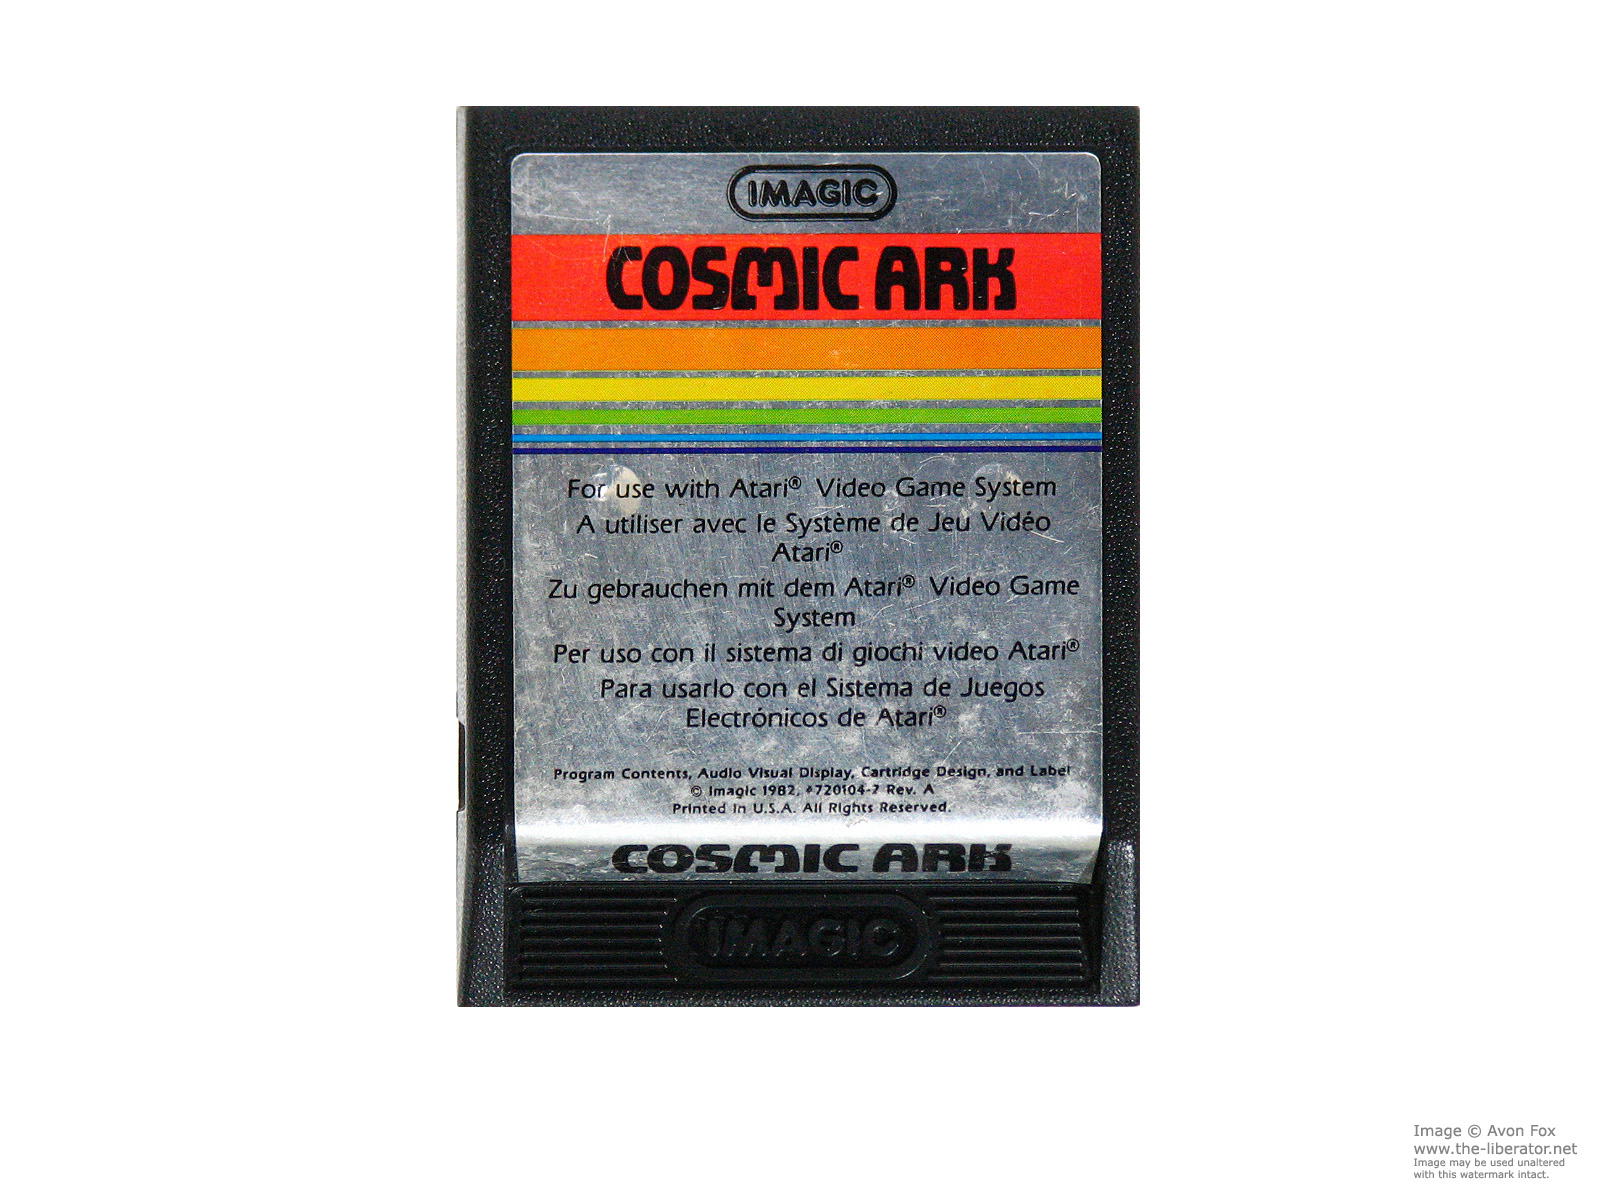 IMAGIC
COSMIC ARK
For use with Atari® Video Game System
A utiliser avec le Système de Jeu Vidéo
Atari®
Zu gebrauchen mit dem Atari® Video Game
System
Per uso con il sistema di giochi video Atari®
Para usarlo con el Sistema de Juegos
Electrónicos de Atari®
Program Contents, Audio Visual Display, Cartridge Design, and Label
© Imagic 1982, #720104-2 Rev. A
Printed in U.S.A. All Rights Reserved.
COSMIC ARK
IMAGIC
Image © Avon Fox
www.the-liberator.net
Image may be used unaltered
with this watermark intact.